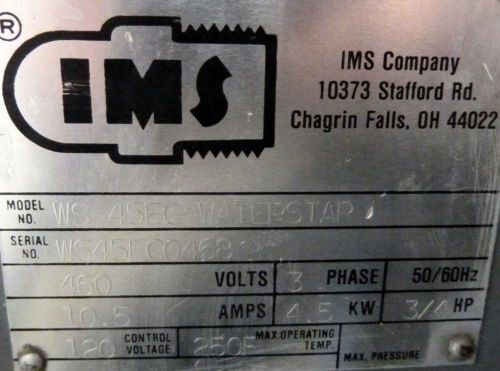 ®
IMS
IMS Company
10373 Stafford Rd.
Chagrin Falls, OH 44022
MODEL NO. WS 45EC WATERSTAR
SERIAL NO. WS45EC0468
460 VOLTS 3 PHASE 50/60Hz
10.5 AMPS 4.5 KW 3/4 HP
120 CONTROL VOLTAGE 250F MAX.OPERATING TEMP. MAX. PRESSURE